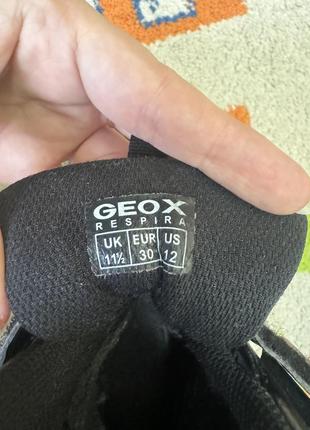 GEOX
RESPIRA
UK EUR US
11½ 30 12